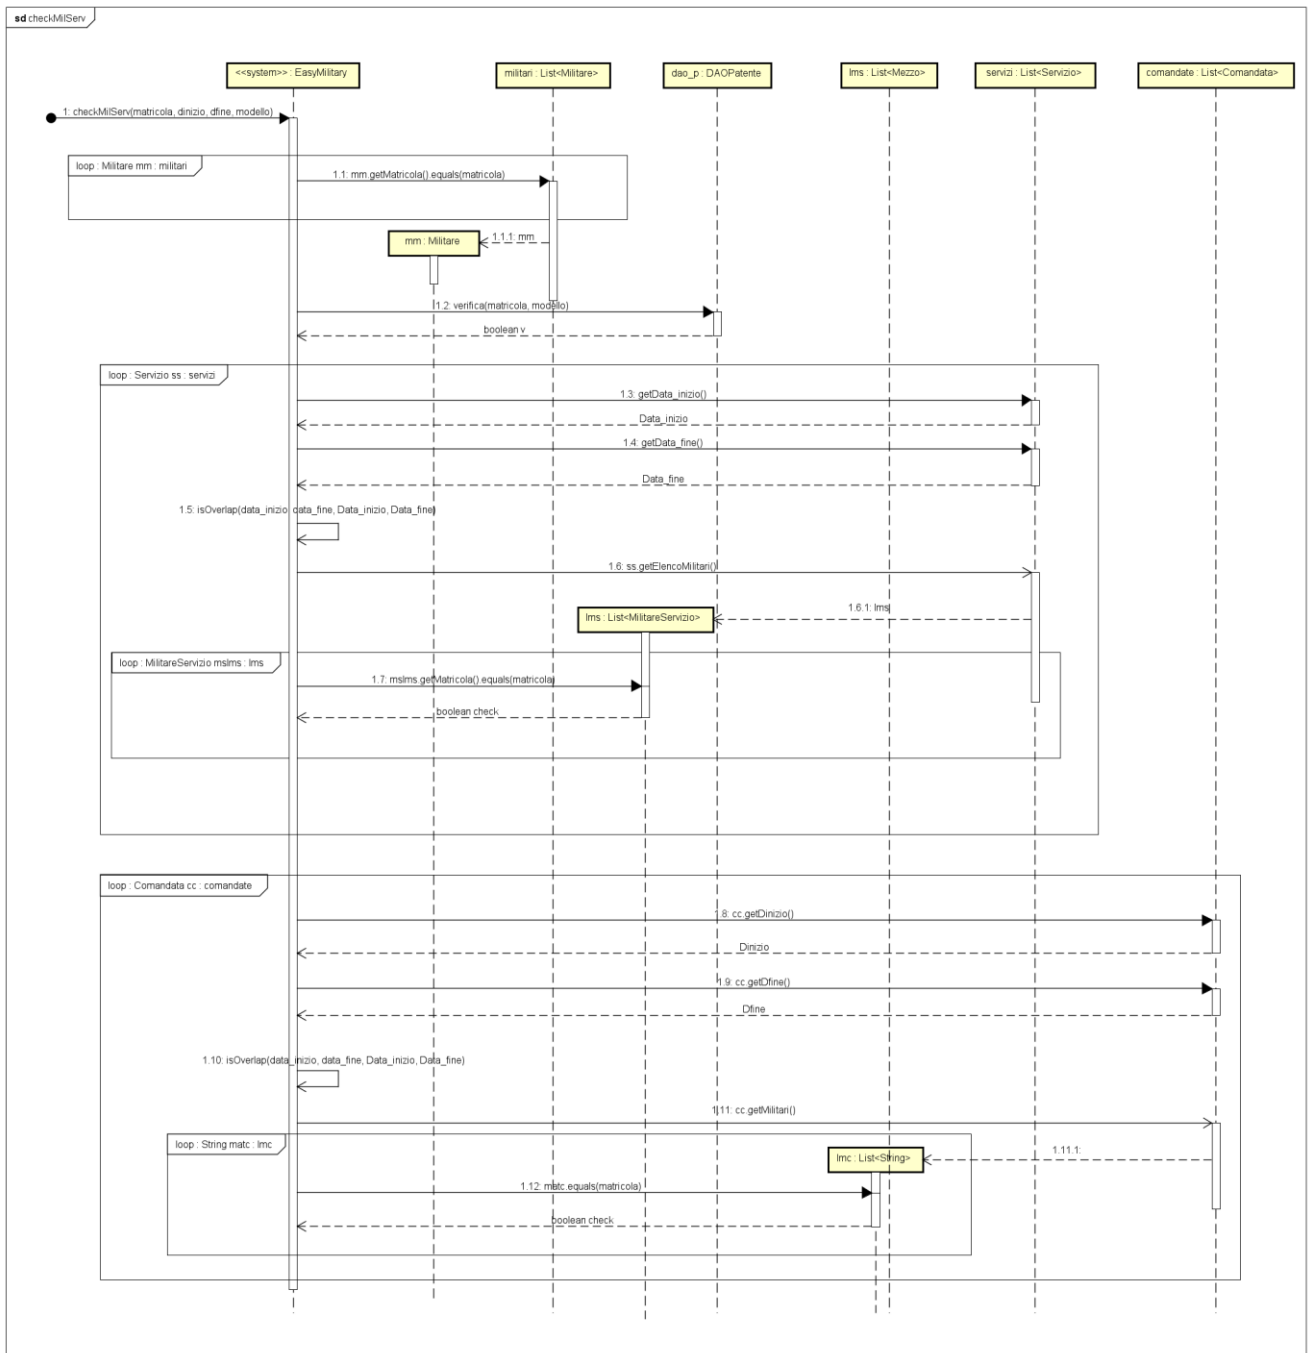 sd checkMilServ
<<system>> : EasyMilitary
militari : List<Militare>
dao_p : DAOPatente
lms : List<Mezzo>
servizi : List<Servizio>
comandate : List<Comandata>
1: checkMilServ(matricola, dinizio, dfine, modello)
loop : Militare mm : militari
1.1: mm.getMatricola().equals(matricola)
mm : Militare
1.1.1: mm
1.2: verifica(matricola, modello)
boolean v
loop : Servizio ss : servizi
1.3: getData_inizio()
Data_inizio
1.4: getData_fine()
Data_fine
1.5: isOverlap(data_inizio, data_fine, Data_inizio, Data_fine)
1.6: ss.getElencoMilitari()
lms : List<MilitareServizio>
1.6.1: lms
loop : MilitareServizio mslms : lms
1.7: mslms.getMatricola().equals(matricola)
boolean check
loop : Comandata cc : comandate
1.8: cc.getDinizio()
Dinizio
1.9: cc.getDfine()
Dfine
1.10: isOverlap(data_inizio, data_fine, Data_inizio, Data_fine)
1.11: cc.getMilitari()
loop : String matc : lmc
lmc : List<String>
1.11.1:
1.12: matc.equals(matricola)
boolean check